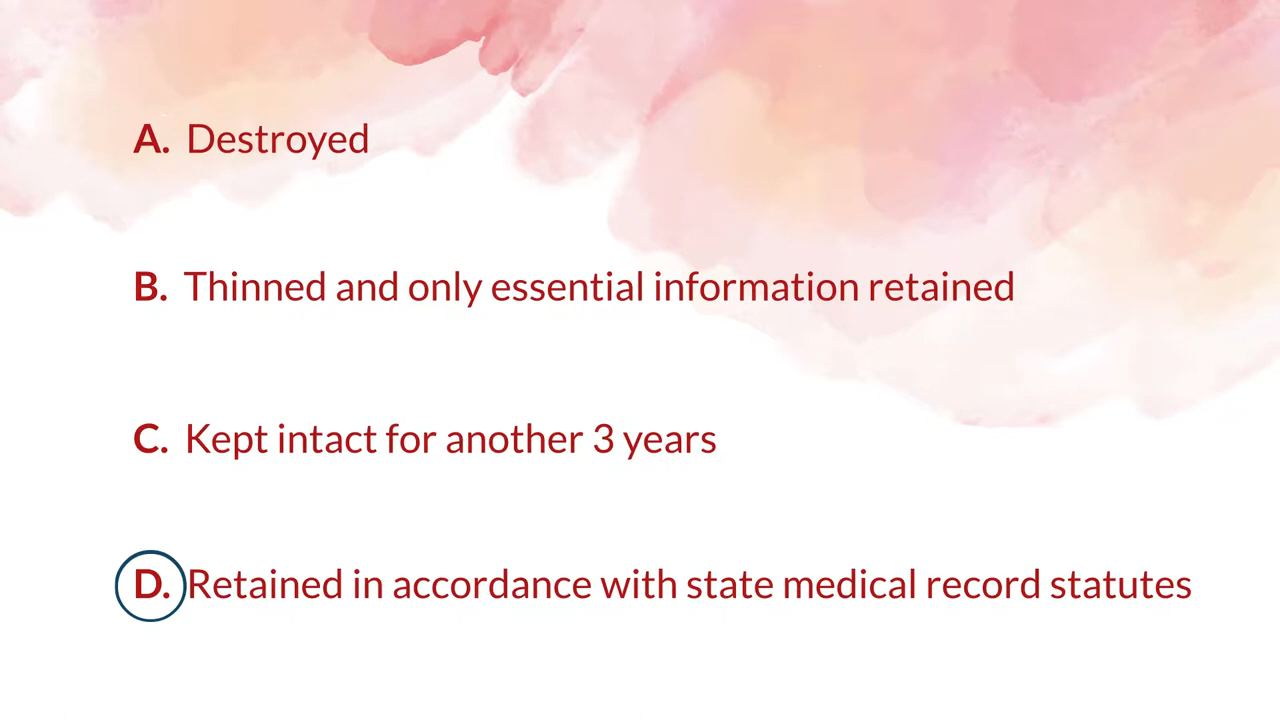 A. Destroyed
B. Thinned and only essential information retained
C. Kept intact for another 3 years
D. Retained in accordance with state medical record statutes